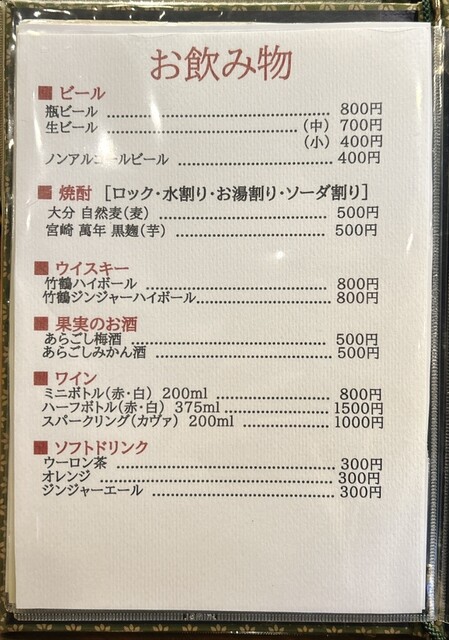 お飲み物
ビール
瓶ビール 800円
生ビール (中) 700円
(小) 400円
ノンアルコールビール 400円
焼酎 [ロック・水割り・お湯割り・ソーダ割り]
大分 自然麦(麦) 500円
宮崎 萬年 黒麹(芋) 500円
ウイスキー
竹鶴ハイボール 800円
竹鶴ジンジャーハイボール 800円
果実のお酒
あらごし梅酒 500円
あらごしみかん酒 500円
ワイン
ミニボトル(赤・白) 200ml 800円
ハーフボトル(赤・白) 375ml 1500円
スパークリング(カヴァ) 200ml 1000円
ソフトドリンク
ウーロン茶 300円
オレンジ 300円
ジンジャーエール 300円